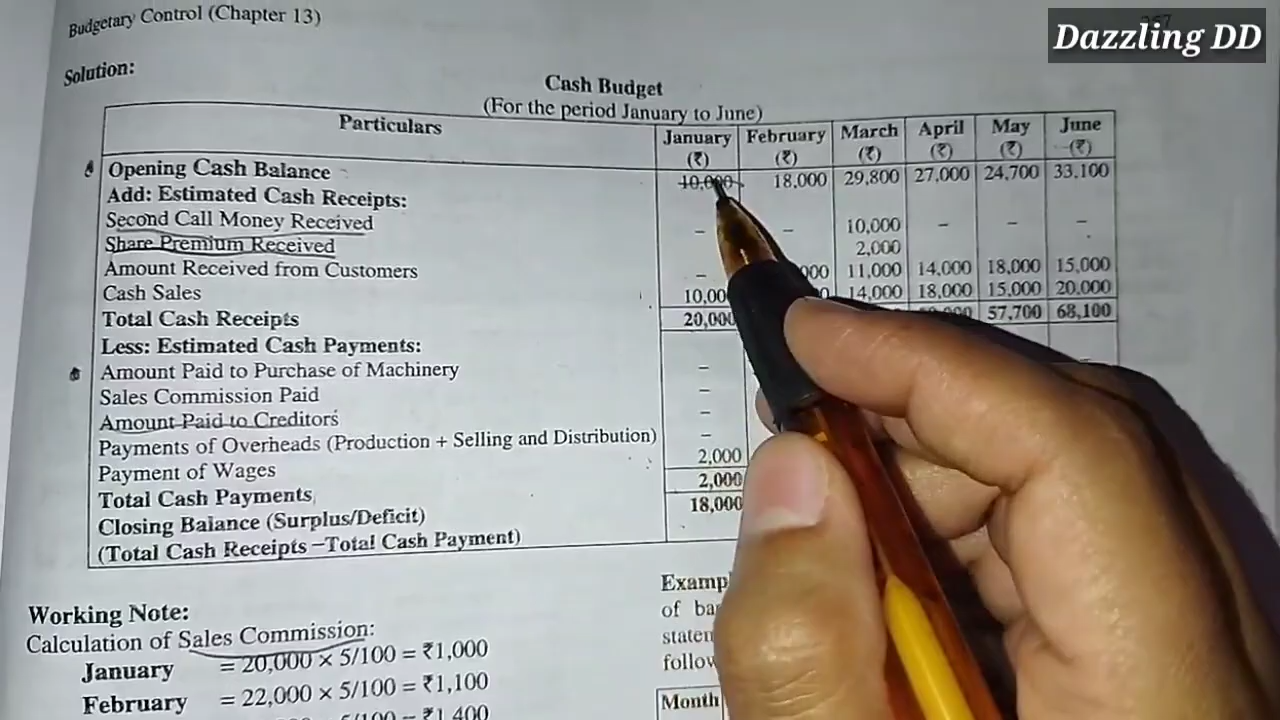 Budgetary Control (Chapter 13)
Dazzling DD
Solution:
Cash Budget
(For the period January to June)
Particulars January (₹) February (₹) March (₹) April (₹) May (₹) June (₹)
Opening Cash Balance 10,000 18,000 29,800 27,000 24,700 33,100
Add: Estimated Cash Receipts:
Second Call Money Received – – 10,000 – – –
Share Premium Received 2,000
Amount Received from Customers – 11,000 14,000 18,000 15,000
Cash Sales 14,000 18,000 15,000 20,000
Total Cash Receipts 20,000 57,700 68,100
Less: Estimated Cash Payments:
Amount Paid to Purchase of Machinery –
Sales Commission Paid –
Amount Paid to Creditors –
Payments of Overheads (Production + Selling and Distribution) –
Payment of Wages 2,000
Total Cash Payments 2,000
Closing Balance (Surplus/Deficit) 18,000
(Total Cash Receipts –Total Cash Payment)
Working Note:
Calculation of Sales Commission:
January = 20,000 × 5/100 = ₹1,000
February = 22,000 × 5/100 = ₹1,100
5/100 = ₹1,400
of
Month